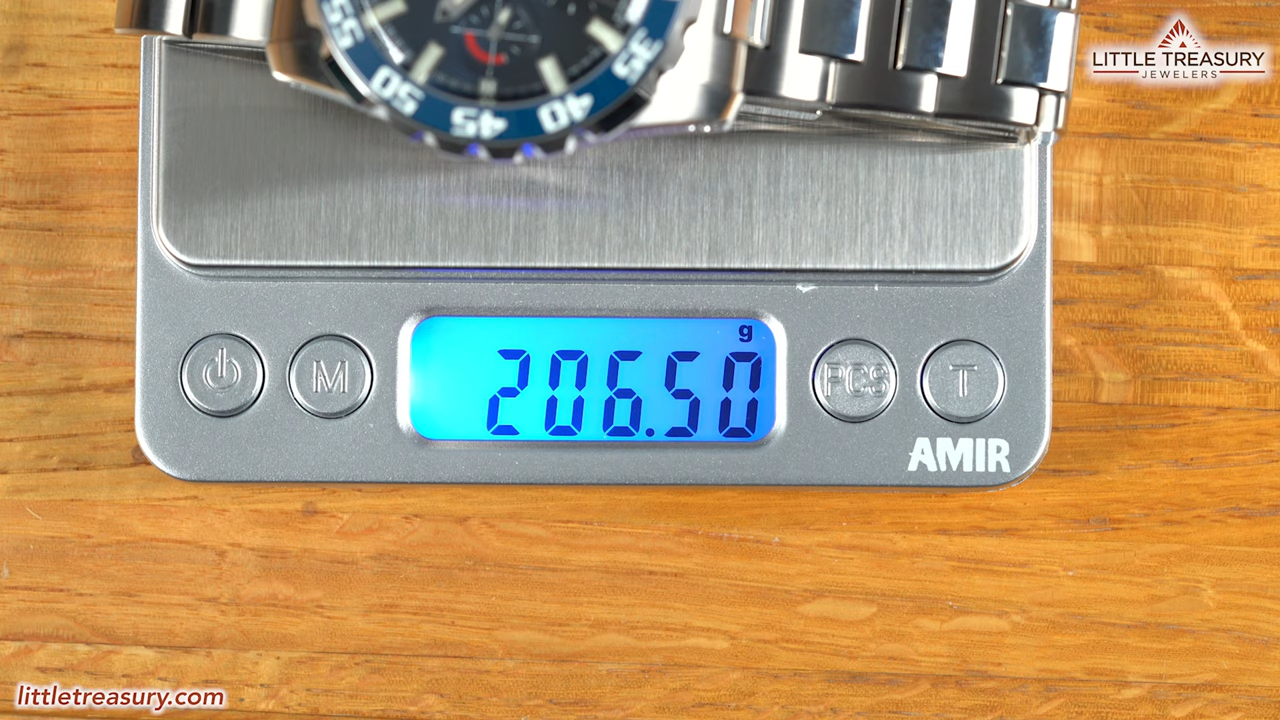 55
50
45
40
35
LITTLE TREASURY
JEWELERS
g
206.50
M
PCS
T
AMIR
littletreasury.com